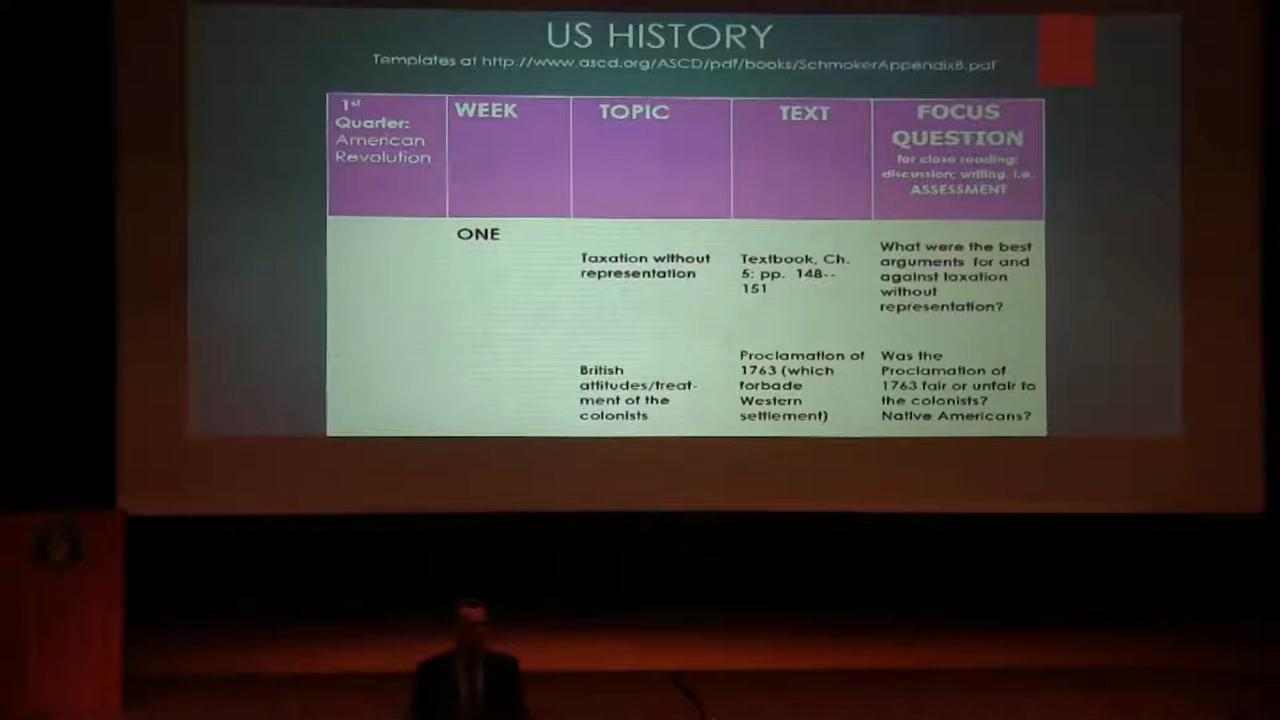 US HISTORY
Templates at http://www.ascd.org/ASCD/pdf/books/SchmokerAppendixB.pdf
1st
Quarter:
American
Revolution
WEEK
TOPIC
TEXT
FOCUS
QUESTION
for close reading;
discussion; writing, i.e.
ASSESSMENT
ONE
Taxation without
representation
Textbook, Ch.
5: pp. 148--
151
What were the best
arguments for and
against taxation
without
representation?
British
attitudes/treat-
ment of the
colonists
Proclamation of
1763 (which
forbade
Western
settlement)
Was the
Proclamation of
1763 fair or unfair to
the colonists?
Native Americans?